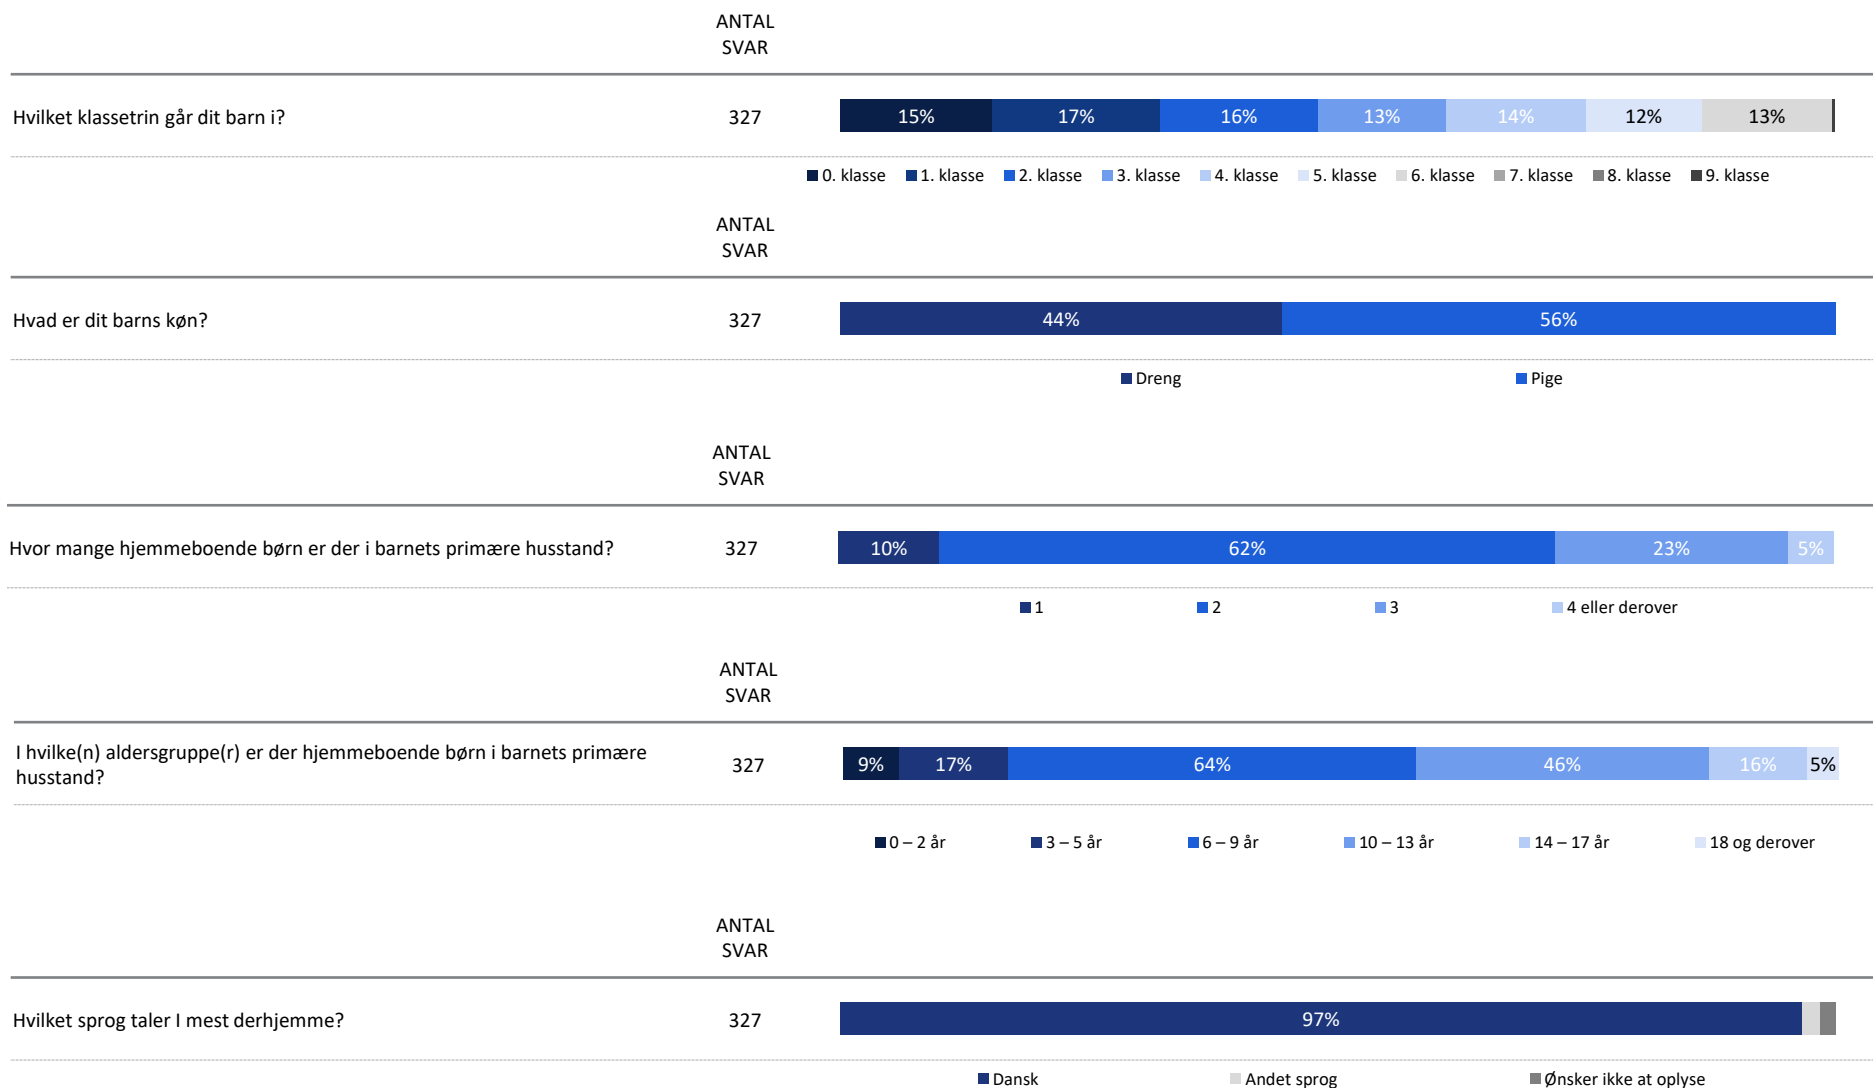 ANTAL
SVAR
Hvilket klassetrin går dit barn i?
327
15% 17% 16% 13% 14% 12% 13%
0. klasse 1. klasse 2. klasse 3. klasse 4. klasse 5. klasse 6. klasse 7. klasse 8. klasse 9. klasse
ANTAL
SVAR
Hvad er dit barns køn?
327
44% 56%
Dreng Pige
ANTAL
SVAR
Hvor mange hjemmeboende børn er der i barnets primære husstand?
327
10% 62% 23% 5%
1 2 3 4 eller derover
ANTAL
SVAR
I hvilke(n) aldersgruppe(r) er der hjemmeboende børn i barnets primære
husstand?
327
9% 17% 64% 46% 16% 5%
0 – 2 år 3 – 5 år 6 – 9 år 10 – 13 år 14 – 17 år 18 og derover
ANTAL
SVAR
Hvilket sprog taler I mest derhjemme?
327
97%
Dansk Andet sprog Ønsker ikke at oplyse